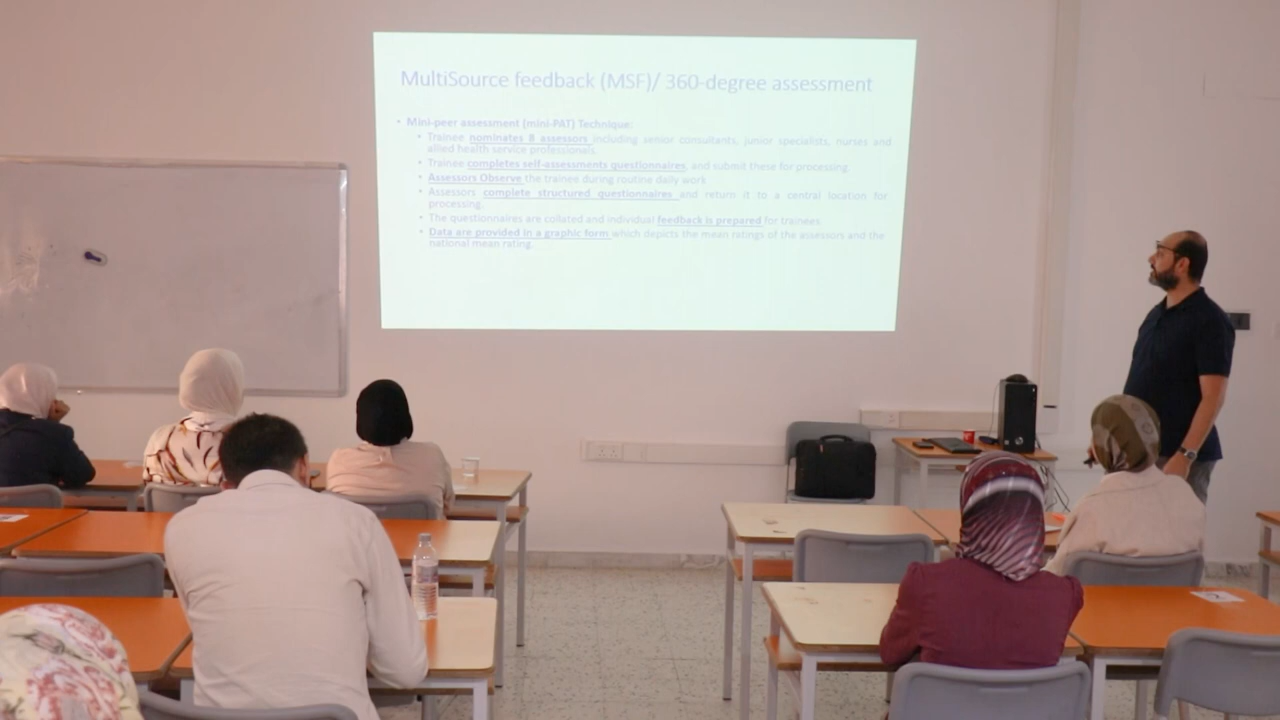 MultiSource feedback (MSF)/ 360-degree assessment
• Mini-peer assessment (mini-PAT) Technique:
• Trainee nominates 8 assessors including senior consultants, junior specialists, nurses and
allied health service professionals.
• Trainee completes self-assessments questionnaires, and submit these for processing.
• Assessors Observe the trainee during routine daily work
• Assessors complete structured questionnaires and return it to a central location for
processing.
• The questionnaires are collated and individual feedback is prepared for trainees.
• Data are provided in a graphic form which depicts the mean ratings of the assessors and the
national mean rating.